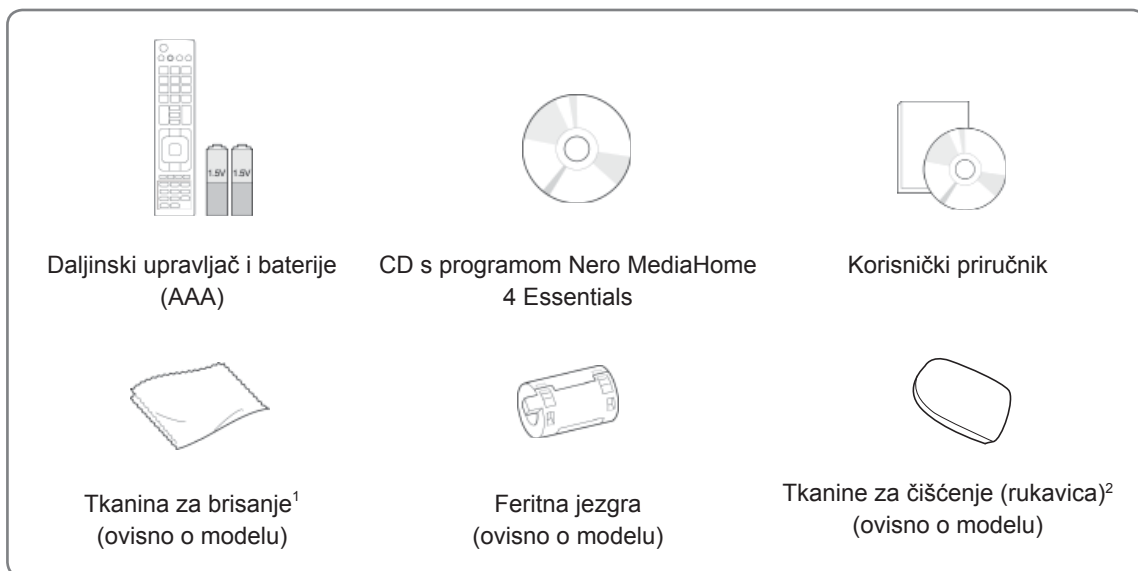 1.5V 1.5V
Daljinski upravljač i baterije
(AAA)
CD s programom Nero MediaHome
4 Essentials
Korisnički priručnik
Tkanina za brisanje1
(ovisno o modelu)
Feritna jezgra
(ovisno o modelu)
Tkanine za čišćenje (rukavica)2
(ovisno o modelu)